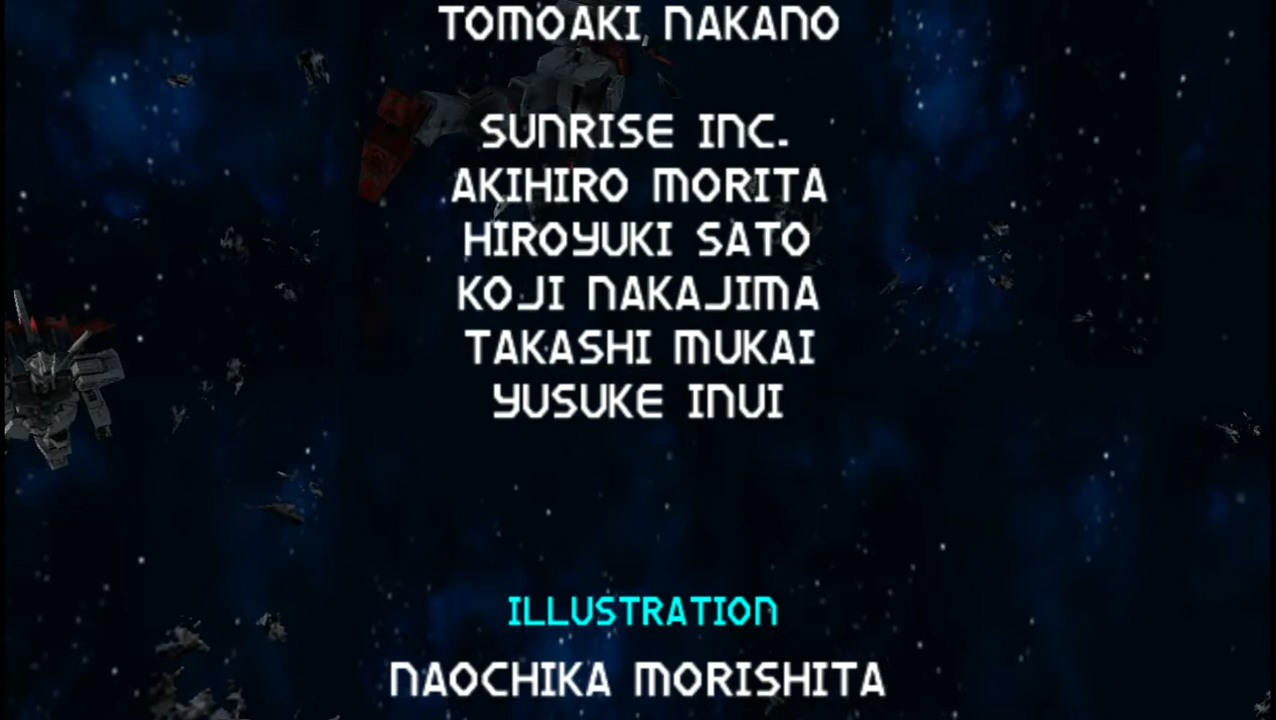 TOMOAKI NAKANO
SUNRISE INC.
AKIHIRO MORITA
HIROYUKI SATO
KOJI NAKAJIMA
TAKASHI MUKAI
YUSUKE INUI
ILLUSTRATION
NAOCHIKA MORISHITA